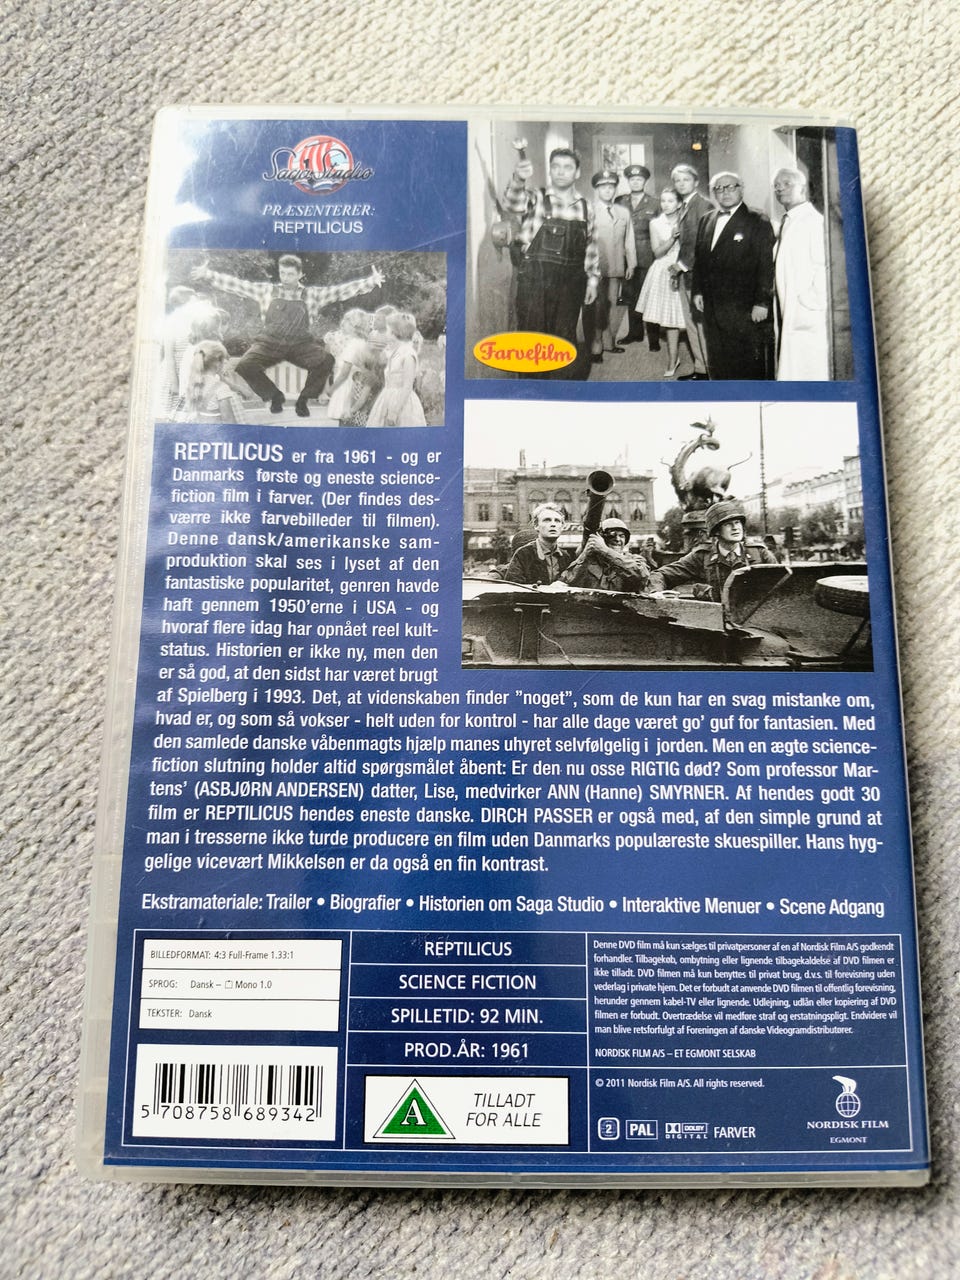 Saga Studio
PRÆSENTERER:
REPTILICUS
Farvefilm
REPTILICUS er fra 1961 - og er
Danmarks første og eneste science-
fiction film i farver. (Der findes des-
værre ikke farvebilleder til filmen).
Denne dansk/amerikanske sam-
produktion skal ses i lyset af den
fantastiske popularitet, genren havde
haft gennem 1950'erne i USA - og
hvoraf flere idag har opnået reel kult-
status. Historien er ikke ny, men den
er så god, at den sidst har været brugt
af Spielberg i 1993. Det, at videnskaben finder "noget", som de kun har en svag mistanke om,
hvad er, og som så vokser - helt uden for kontrol - har alle dage været go' guf for fantasien. Med
den samlede danske våbenmagts hjælp manes uhyret selvfølgelig i jorden. Men en ægte science-
fiction slutning holder altid spørgsmålet åbent: Er den nu osse RIGTIG død? Som professor Mar-
tens' (ASBJØRN ANDERSEN) datter, Lise, medvirker ANN (Hanne) SMYRNER. Af hendes godt 30
film er REPTILICUS hendes eneste danske. DIRCH PASSER er også med, af den simple grund at
man i tresserne ikke turde producere en film uden Danmarks populæreste skuespiller. Hans hyg-
gelige vicevært Mikkelsen er da også en fin kontrast.
Ekstramateriale: Trailer • Biografier • Historien om Saga Studio • Interaktive Menuer • Scene Adgang
BILLEDFORMAT: 4:3 Full-Frame 1.33:1
SPROG: Dansk – Mono 1.0
TEKSTER: Dansk
5 708758 689342
REPTILICUS
SCIENCE FICTION
SPILLETID: 92 MIN.
PROD.ÅR: 1961
A
TILLADT
FOR ALLE
Denne DVD film må kun sælges til privatpersoner af en af Nordisk Film A/S godkendt
forhandler. Tilbagekøb, ombytning eller lignende tilbagekaldelse af DVD filmen er
ikke tilladt. DVD filmen må kun benyttes til privat brug, d.v.s. til forevisning uden
vederlag i private hjem. Det er forbudt at anvende DVD filmen til offentlig forevisning,
herunder gennem kabel-TV eller lignende. Udlejning, udlån eller kopiering af DVD
filmen er forbudt. Overtrædelse vil medføre straf og erstatningspligt. Endvidere vil
man blive retsforfulgt af Foreningen af danske Videogramdistributører.
NORDISK FILM A/S – ET EGMONT SELSKAB
© 2011 Nordisk Film A/S. All rights reserved.
2 PAL DOLBY DIGITAL FARVER
NORDISK FILM
EGMONT